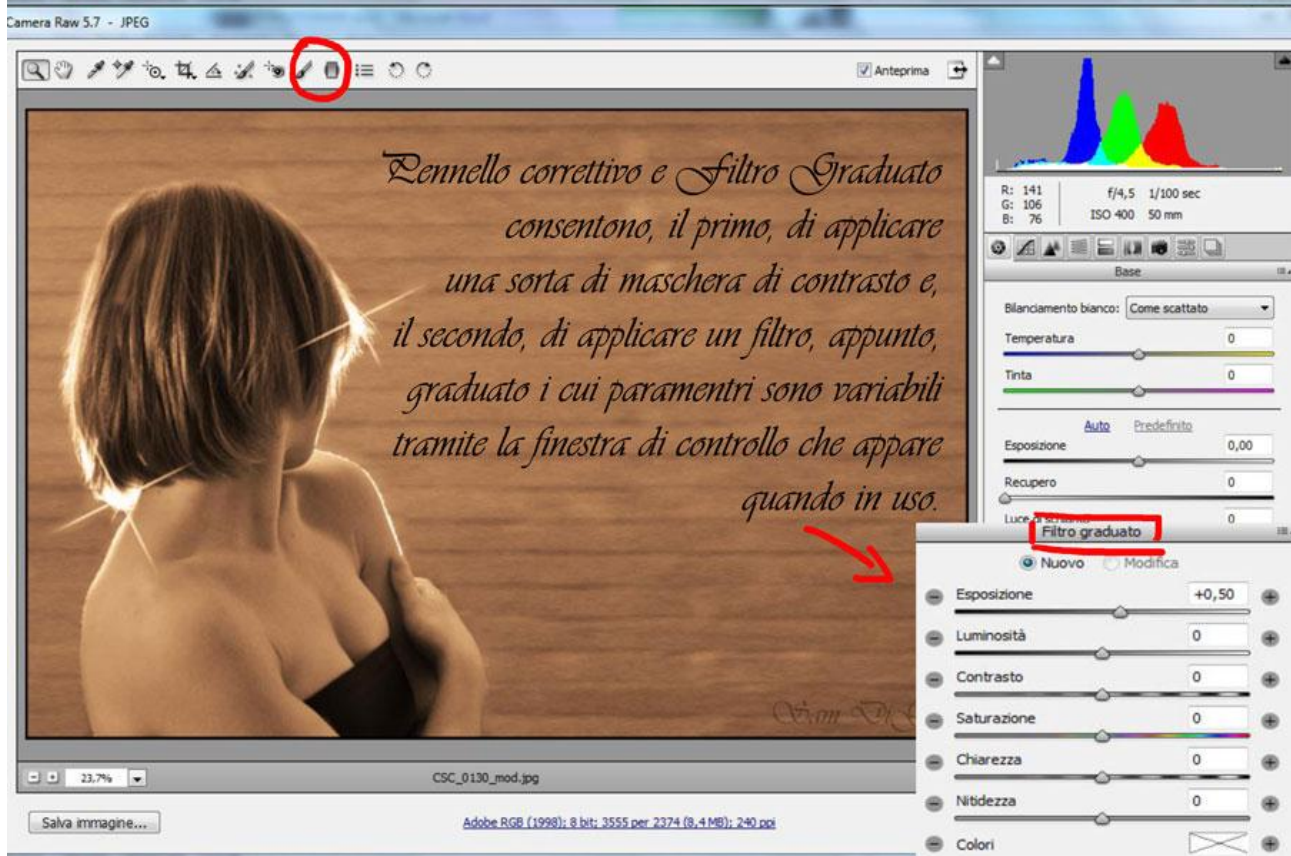 Camera Raw 5.7 - JPEG
Anteprima
Pennello correttivo e Filtro Graduato
consentono, il primo, di applicare
una sorta di maschera di contrasto e,
il secondo, di applicare un filtro, appunto,
graduato i cui paramentri sono variabili
tramite la finestra di controllo che appare
quando in uso.
R: 141
G: 106
B: 76
f/4,5 1/100 sec
ISO 400 50 mm
Base
Bilanciamento bianco: Come scattato
Temperatura 0
Tinta 0
Auto Predefinito
Esposizione 0,00
Recupero 0
0
Filtro graduato
Nuovo Modifica
Esposizione +0,50
Luminosità 0
Contrasto 0
Saturazione 0
Chiarezza 0
Nitidezza 0
Colori
Sam
23,7%
CSC_0130_mod.jpg
Salva immagine...
Adobe RGB (1998); 8 bit; 3555 per 2374 (8,4 MB); 240 ppi